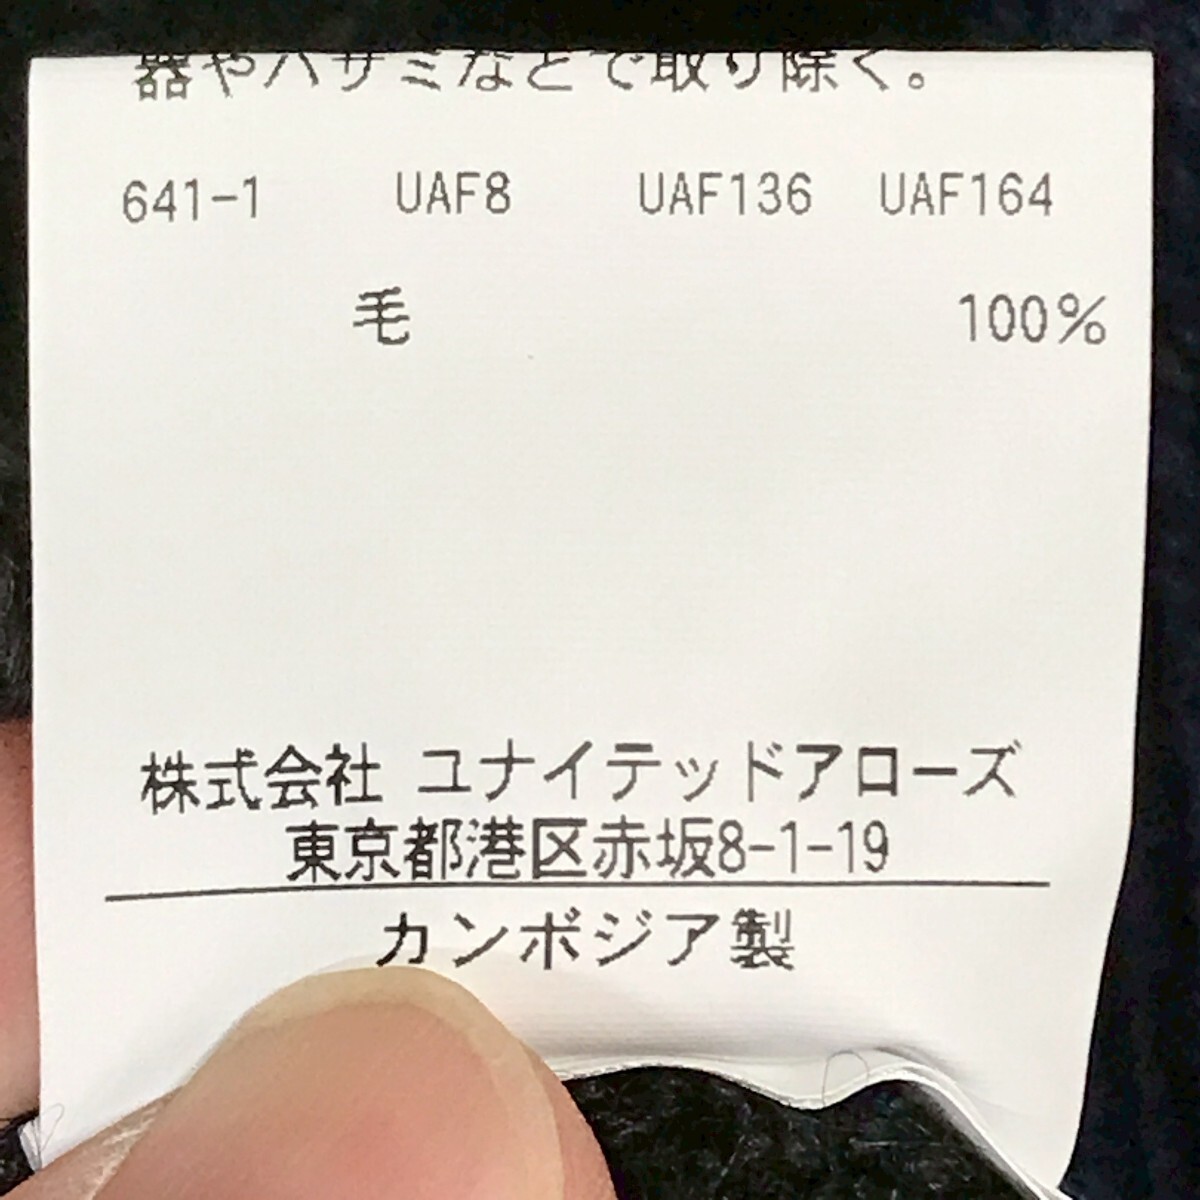 器やハサミなどで取り除く。
641-1 UAF8 UAF136 UAF164
毛 100%
株式会社 ユナイテッドアローズ
東京都港区赤坂8-1-19
カンボジア製